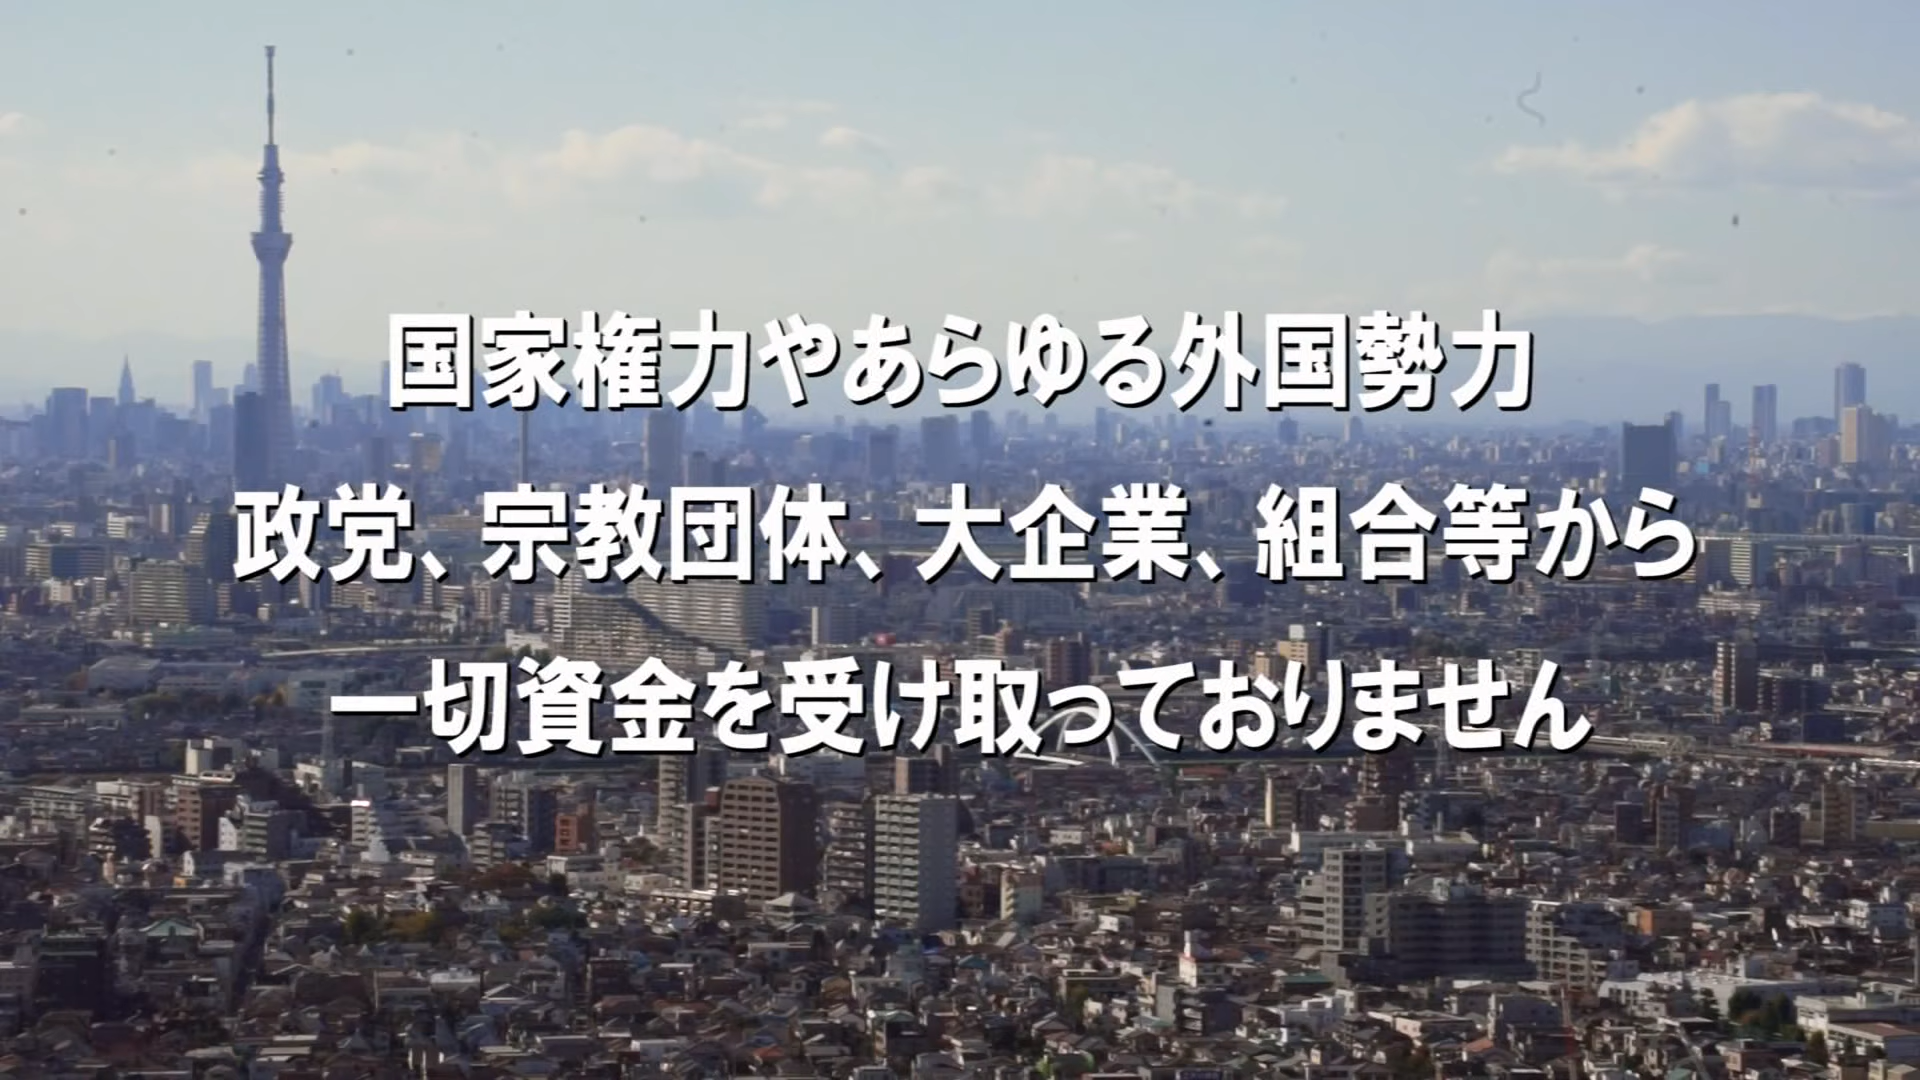 国家権力やあらゆる外国勢力
政党、宗教団体、大企業、組合等から
一切資金を受け取っておりません